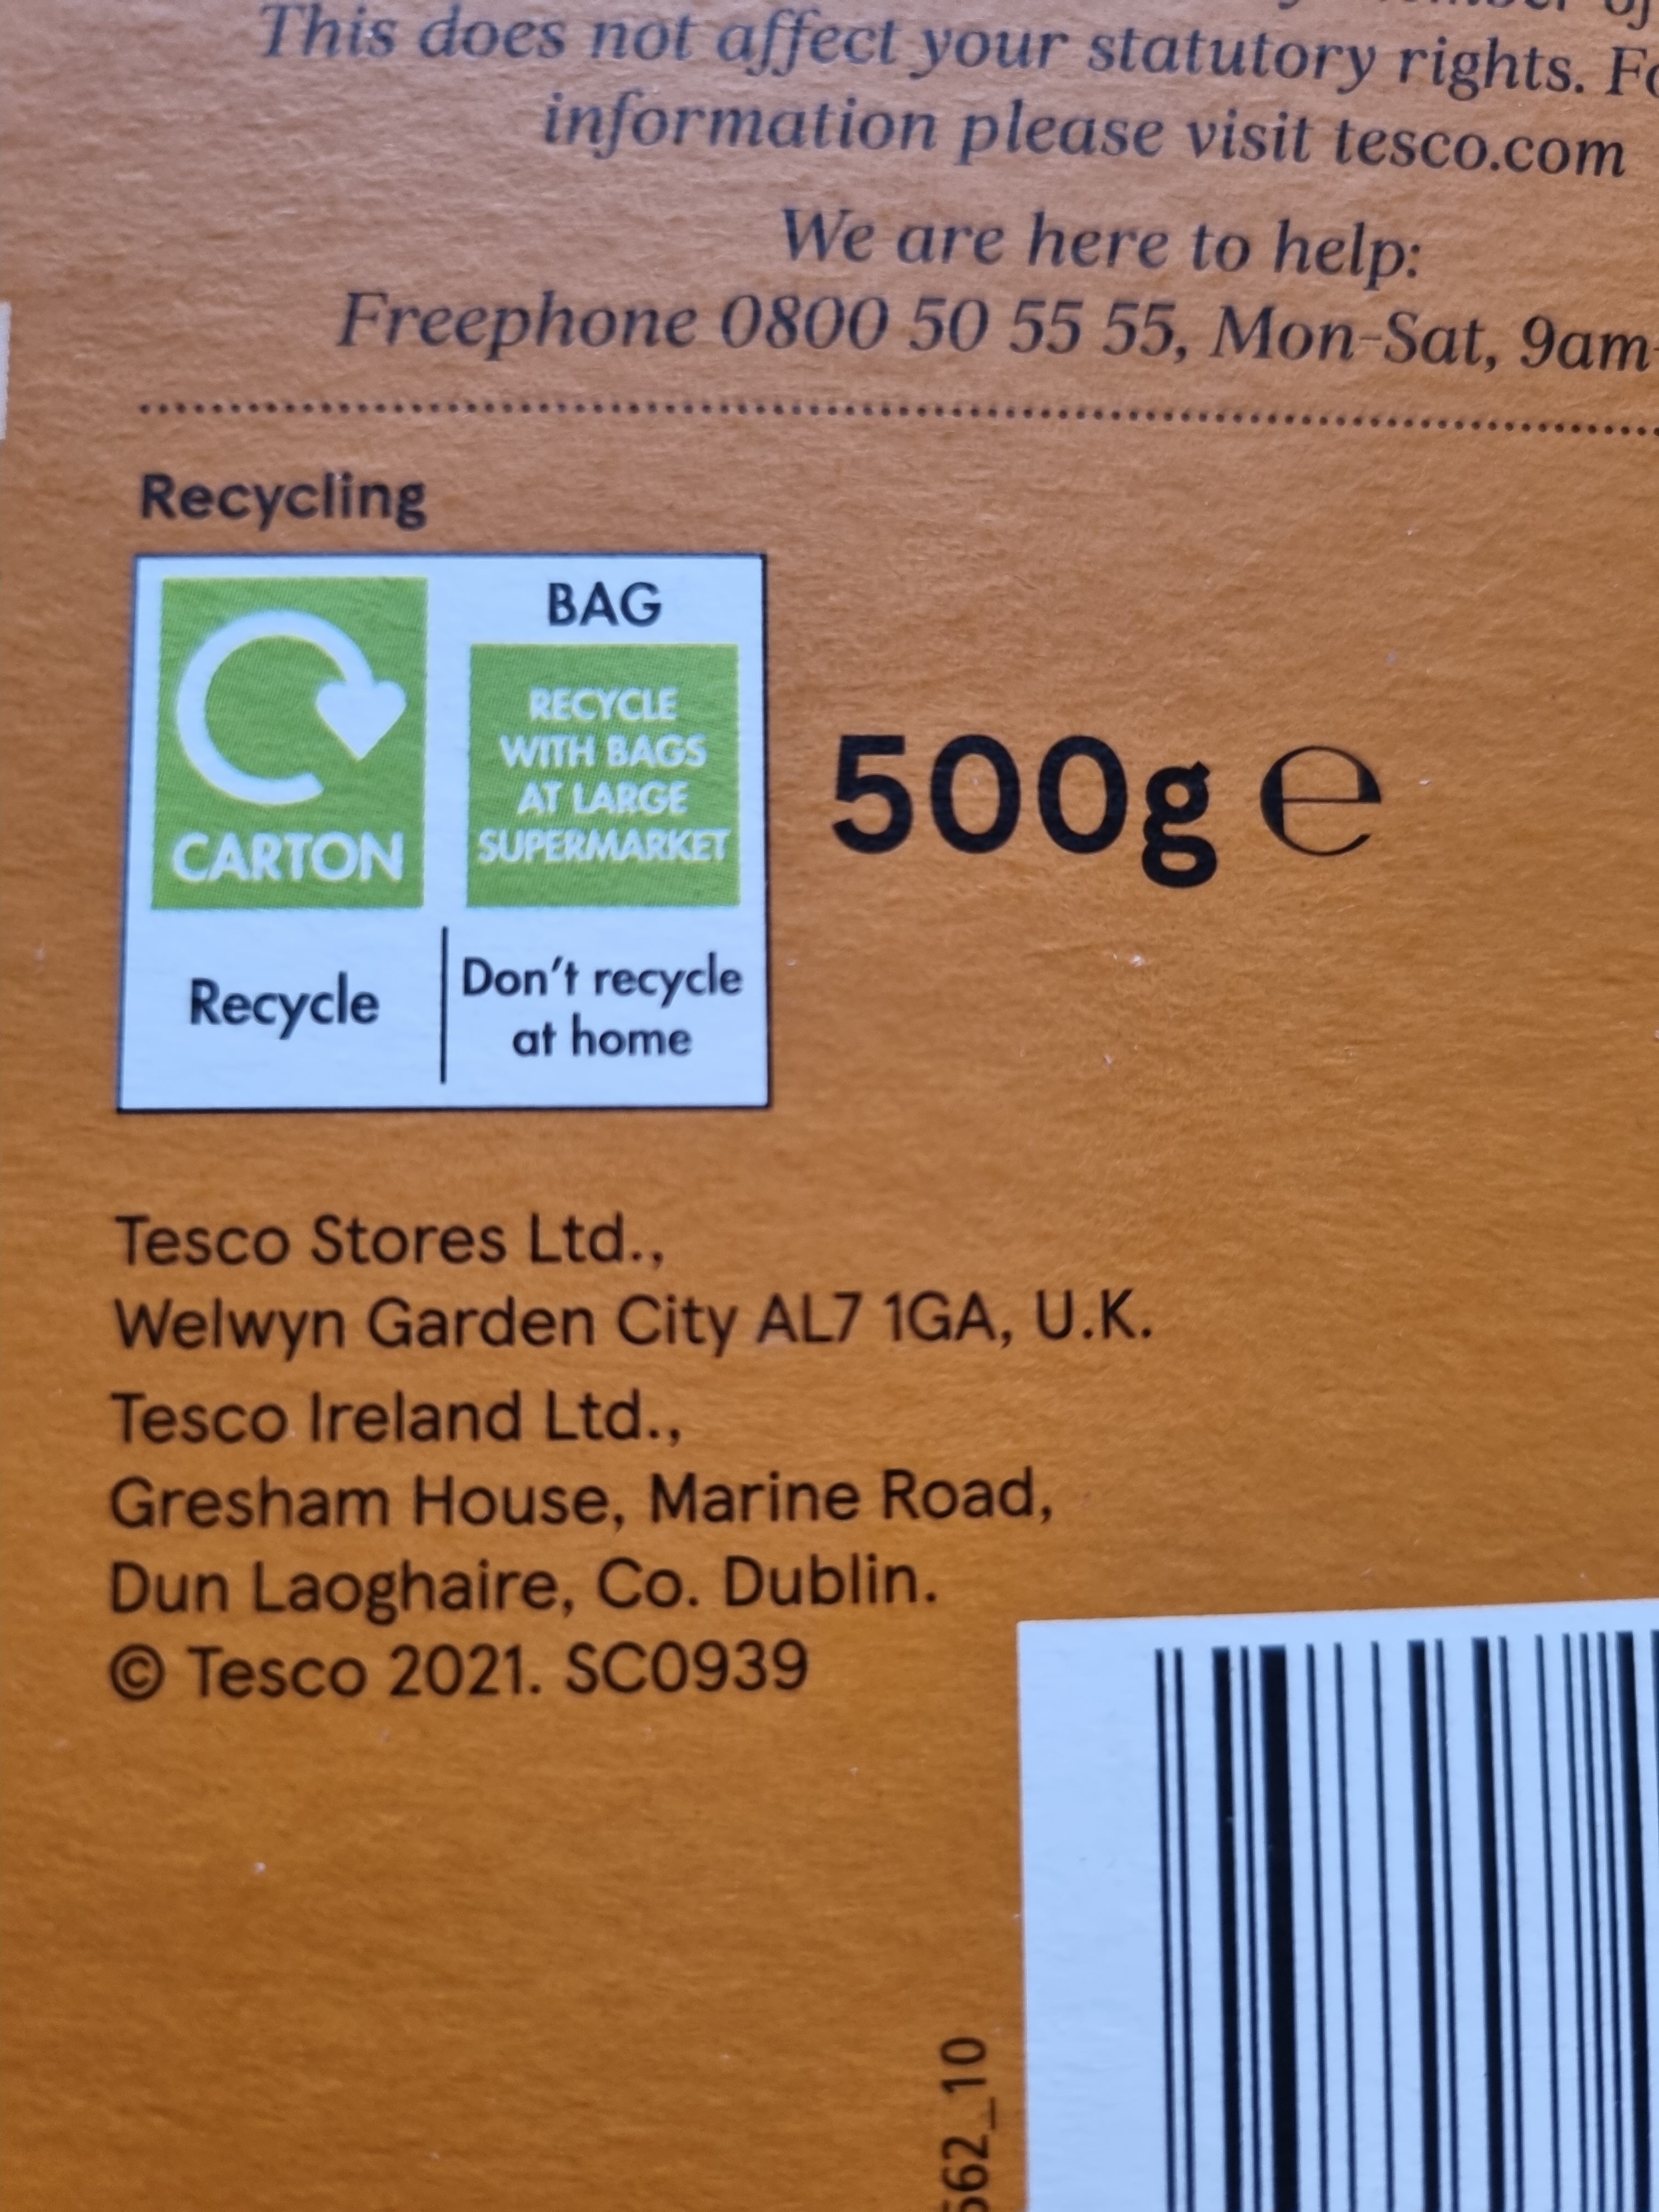 This does not affect your statutory rights.
information please visit tesco.com
We are here to help:
Freephone 0800 50 55 55, Mon-Sat, 9am-
Recycling
CARTON
Recycle
BAG
RECYCLE
WITH BAGS
AT LARGE
SUPERMARKET
Don't recycle
at home
500g ℮
Tesco Stores Ltd.,
Welwyn Garden City AL7 1GA, U.K.
Tesco Ireland Ltd.,
Gresham House, Marine Road,
Dun Laoghaire, Co. Dublin.
© Tesco 2021. SC0939
62_10